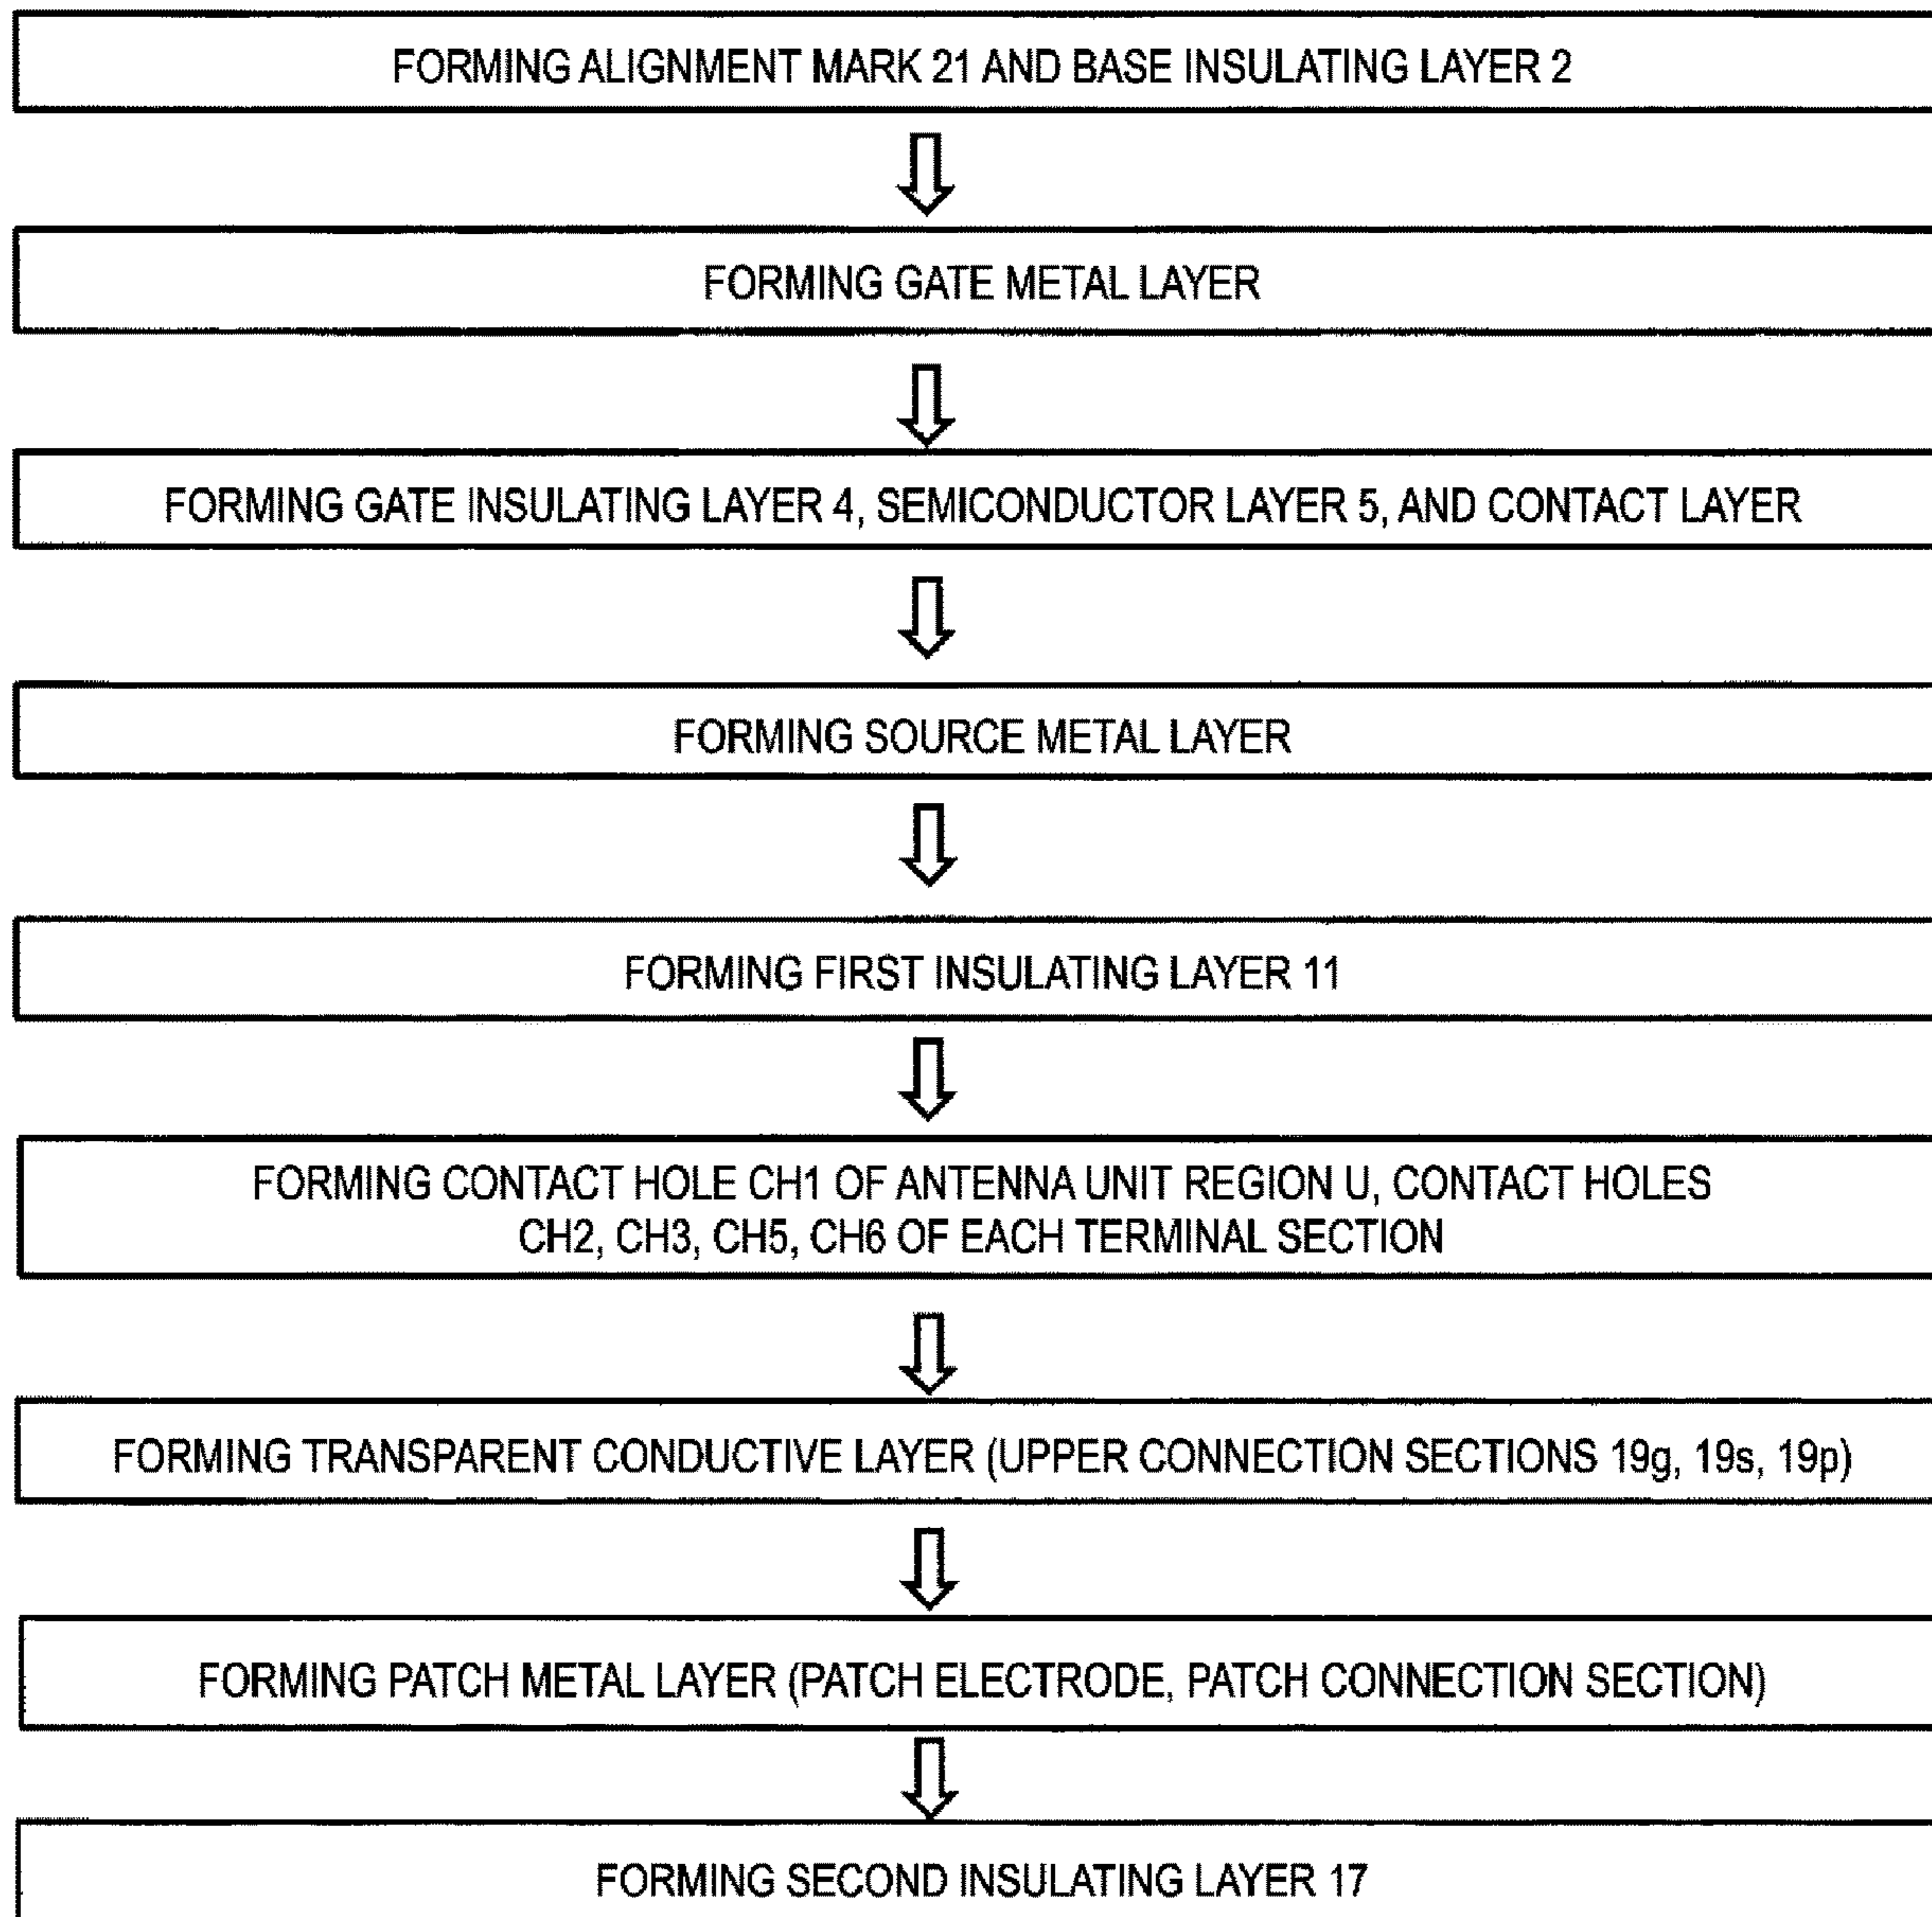 FORMING ALIGNMENT MARK 21 AND BASE INSULATING LAYER 2
FORMING GATE METAL LAYER
FORMING GATE INSULATING LAYER 4, SEMICONDUCTOR LAYER 5, AND CONTACT LAYER
FORMING SOURCE METAL LAYER
FORMING FIRST INSULATING LAYER 11
FORMING CONTACT HOLE CH1 OF ANTENNA UNIT REGION U, CONTACT HOLES
CH2, CH3, CH5, CH6 OF EACH TERMINAL SECTION
FORMING TRANSPARENT CONDUCTIVE LAYER (UPPER CONNECTION SECTIONS 19g, 19s, 19p)
FORMING PATCH METAL LAYER (PATCH ELECTRODE, PATCH CONNECTION SECTION)
FORMING SECOND INSULATING LAYER 17